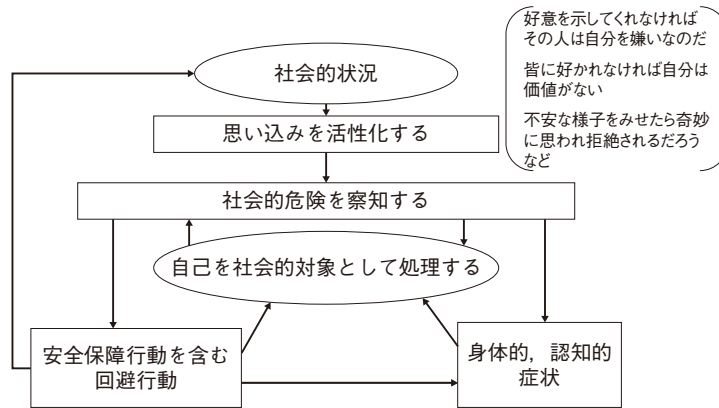 社会的状況
好意を示してくれなければ
その人は自分を嫌いなのだ
皆に好かれなければ自分は
価値がない
不安な様子をみせたら奇妙
に思われ拒絶されるだろう
など
思い込みを活性化する
社会的危険を察知する
自己を社会的対象として処理する
安全保障行動を含む
回避行動
身体的，認知的
症状